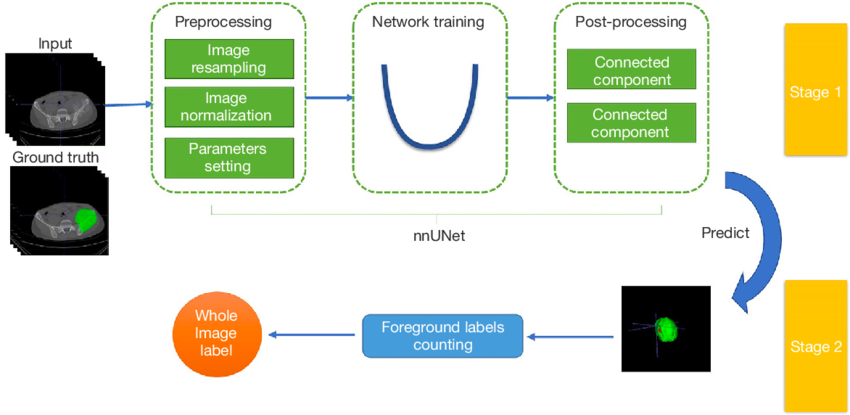 Preprocessing
Network training
Post-processing
Input
Image
resampling
Image
normalization
Parameters
setting
Connected
component
Connected
component
Stage 1
Ground truth
nnUNet
Predict
Whole
Image
label
Foreground labels
counting
Stage 2